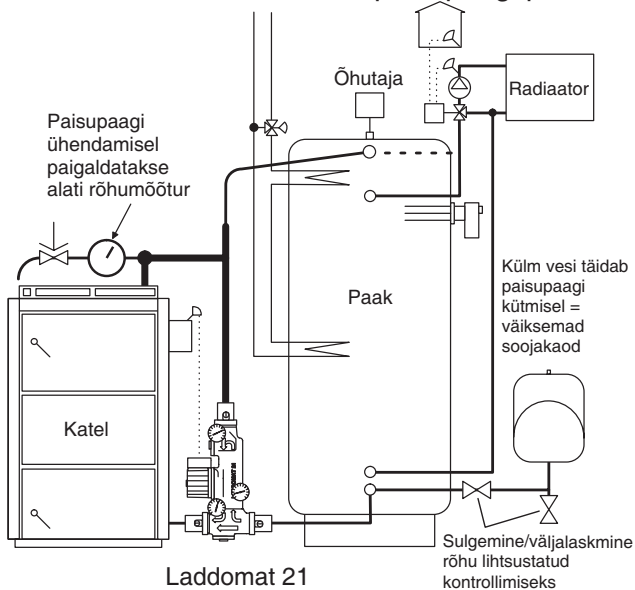 Õhutaja
Radiaator
Paisupaagi
ühendamisel
paigaldatakse
alati rõhumõõtur
Külm vesi täidab
paisupaagi
kütmisel =
väiksemad
soojakaod
Paak
Katel
Sulgemine/väljalaskmine
rõhu lihtsustatud
kontrollimiseks
Laddomat 21